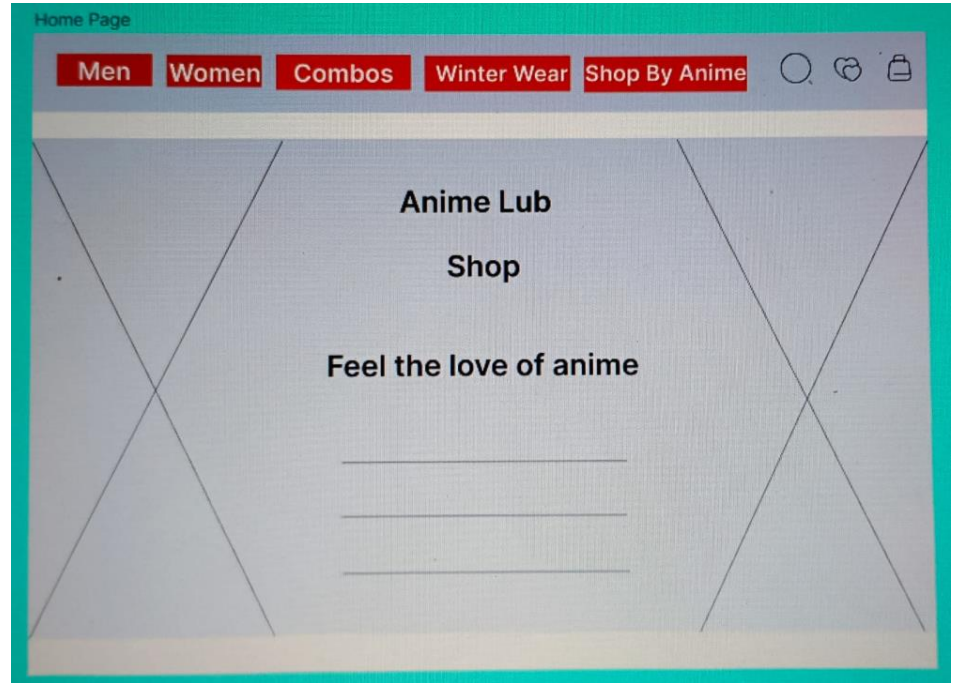 Home Page
Men Women Combos Winter Wear Shop By Anime
Anime Lub
Shop
Feel the love of anime